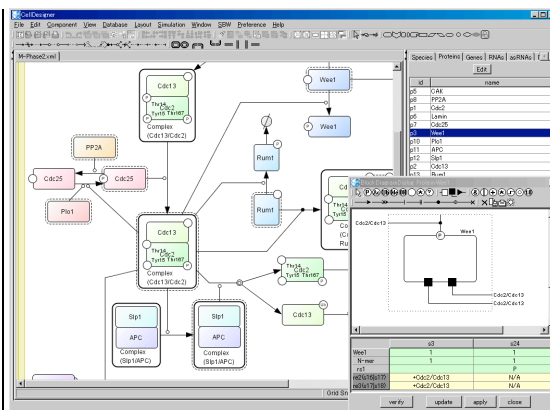 CellDesigner
File Edit Component View Database Layout Simulation Window SBW Preference Help
M-Phase2.xml
Species Proteins Genes RNAs asRNAs
Edit
id name
p5 CAK
p8 PP2A
p1 Cdc2
p6 Lamin
p7 Cdc25
p3 Wee1
p10 Plo1
p11 APC
p12 Slp1
p2 Cdc13
p13 Rum1
Cdc13
Thr14
Cdc2
Tyr15 Thr167
Complex
(Cdc13/Cdc2)
Wee1
P
Wee1
PP2A
Rum1
Cdc25
P
Cdc25
Plo1
Rum1
Cdc13
Thr14
Cdc2
Tyr15 Thr167
Complex
(Cdc13/Cdc2)
Thr14
Cdc2
Tyr15 Thr167
Slp1
APC
Complex
(Slp1/APC)
Slp1
APC
Complex
(Slp1/APC)
Cdc13
Grid Sn
Cdc2/Cdc13
P
Wee1
Cdc2/Cdc13
Cdc2/Cdc13
s3 s24
Wee1 1 1
N-mer 1 1
rs1 P
+Cdc2/Cdc13 N/A
+Cdc2/Cdc13 N/A
verify update apply close